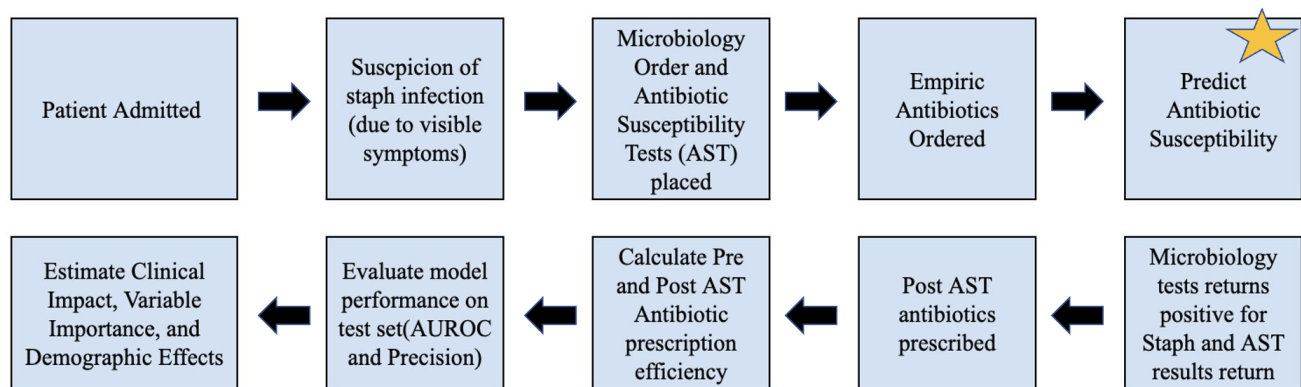 Patient Admitted
Suscpicion of
staph infection
(due to visible
symptoms)
Microbiology
Order and
Antibiotic
Susceptibility
Tests (AST)
placed
Empiric
Antibiotics
Ordered
Predict
Antibiotic
Susceptibility
Estimate Clinical
Impact, Variable
Importance, and
Demographic Effects
Evaluate model
performance on
test set(AUROC
and Precision)
Calculate Pre
and Post AST
Antibiotic
prescription
efficiency
Post AST
antibiotics
prescribed
Microbiology
tests returns
positive for
Staph and AST
results return